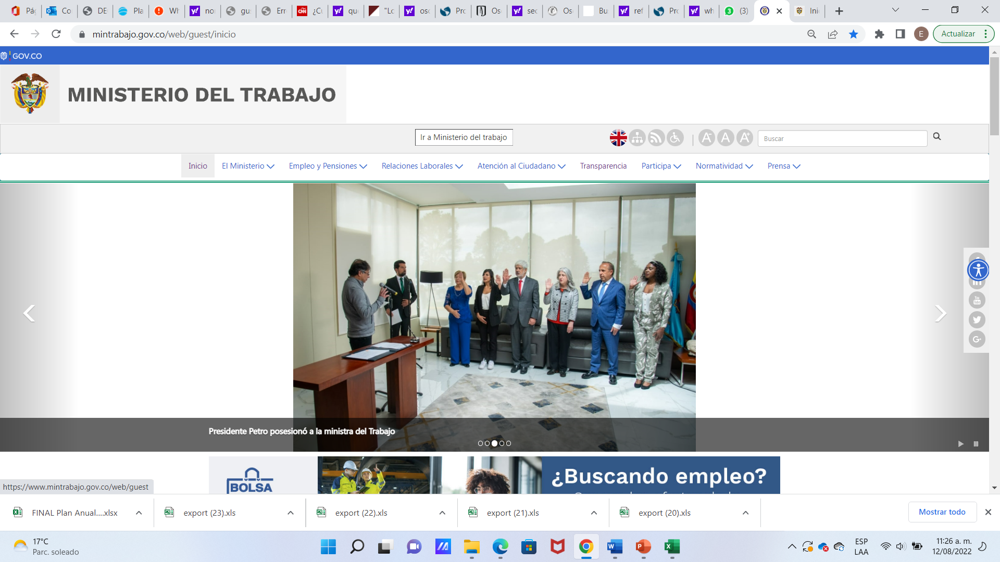 Pág
Co
DE
Pla
Wh
no
gu
Err
¿Cu
que
"Lo
oso
Pro
Os
sec
Os
Bu
ref
Pro
wh
(3)
Ini
mintrabajo.gov.co/web/guest/inicio
E
Actualizar
GOV.CO
MINISTERIO DEL TRABAJO
Ir a Ministerio del trabajo
A-
A
A+
Buscar
Inicio
El Ministerio
Empleo y Pensiones
Relaciones Laborales
Atención al Ciudadano
Transparencia
Participa
Normatividad
Prensa
Presidente Petro posesionó a la ministra del Trabajo
BOLSA
¿Buscando empleo?
https://www.mintrabajo.gov.co/web/guest
FINAL Plan Anual....xlsx
export (23).xls
export (22).xls
export (21).xls
export (20).xls
Mostrar todo
17°C
Parc. soleado
ESP
LAA
11:26 a. m.
12/08/2022